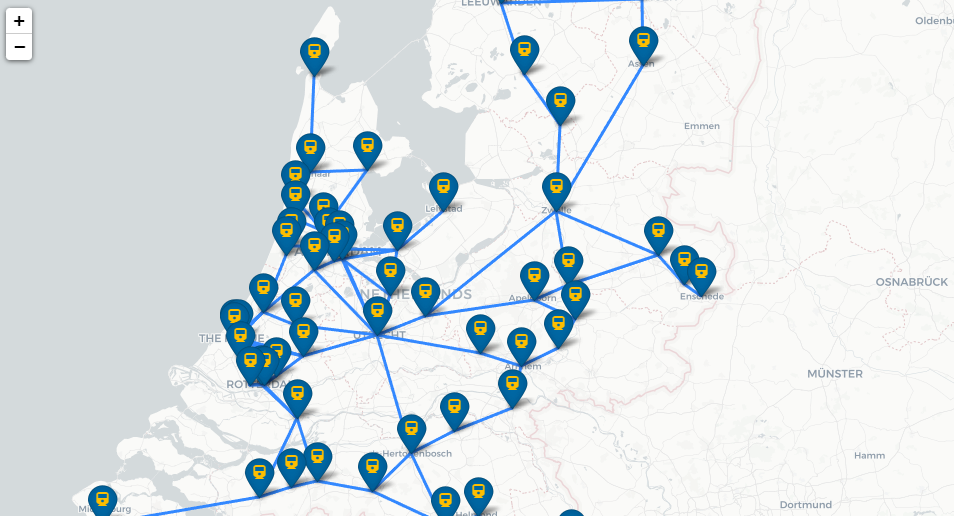 +
−
LEEUWARDEN
Oldenbu
Assen
Emmen
Lelystad
Zwolle
OSNABRÜCK
NETHERLANDS
Apeldoorn
Enschede
THE HAGUE
UTRECHT
Arnhem
MÜNSTER
ROTTERDAM
's-Hertogenbosch
Hamm
Middelburg
Helmond
Dortmund